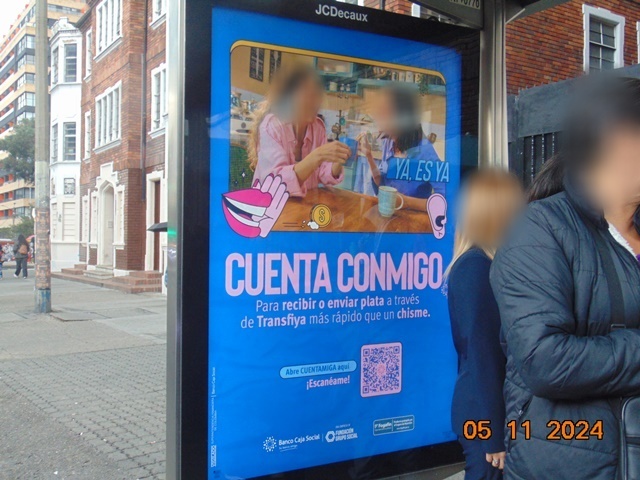 JCDecaux
YA, ES YA
CUENTA CONMIGO
Para recibir o enviar plata a través
de Transfiya más rápido que un chisme.
Abre CUENTAMIGA aquí
¡Escanéame!
Banco Caja Social
FUNDACIÓN
GRUPO SOCIAL
Fogafín
05 11 2024